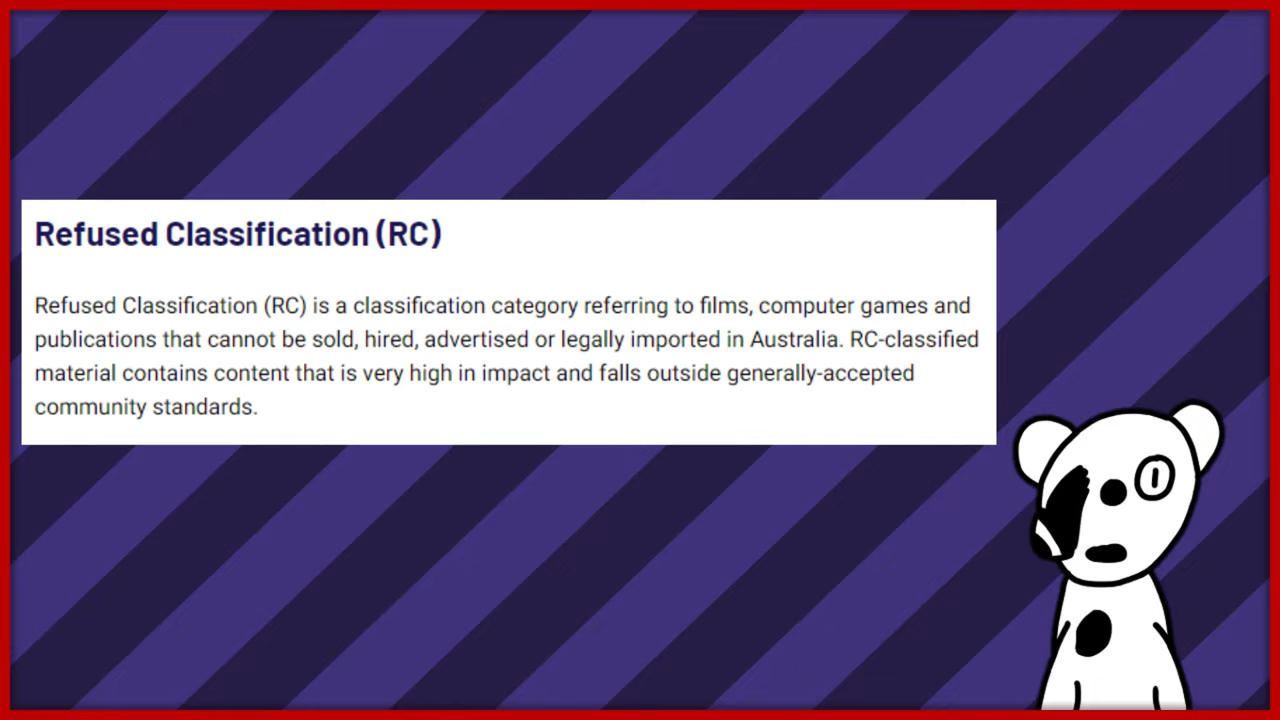 Refused Classification (RC)
Refused Classification (RC) is a classification category referring to films, computer games and
publications that cannot be sold, hired, advertised or legally imported in Australia. RC-classified
material contains content that is very high in impact and falls outside generally-accepted
community standards.